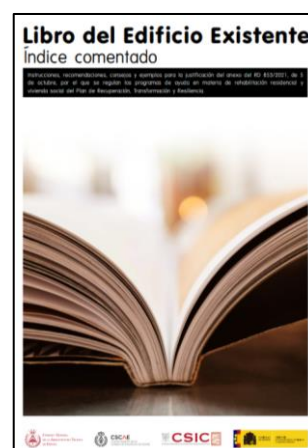 Libro del Edificio Existente
Índice comentado
Instrucciones, recomendaciones, consejos y ejemplos para la justificación del anexo del RD 853/2021, de 5
de octubre, por el que se regulan los programas de ayuda en materia de rehabilitación residencial y
vivienda social del Plan de Recuperación, Transformación y Resiliencia.
CSCAE
CSIC